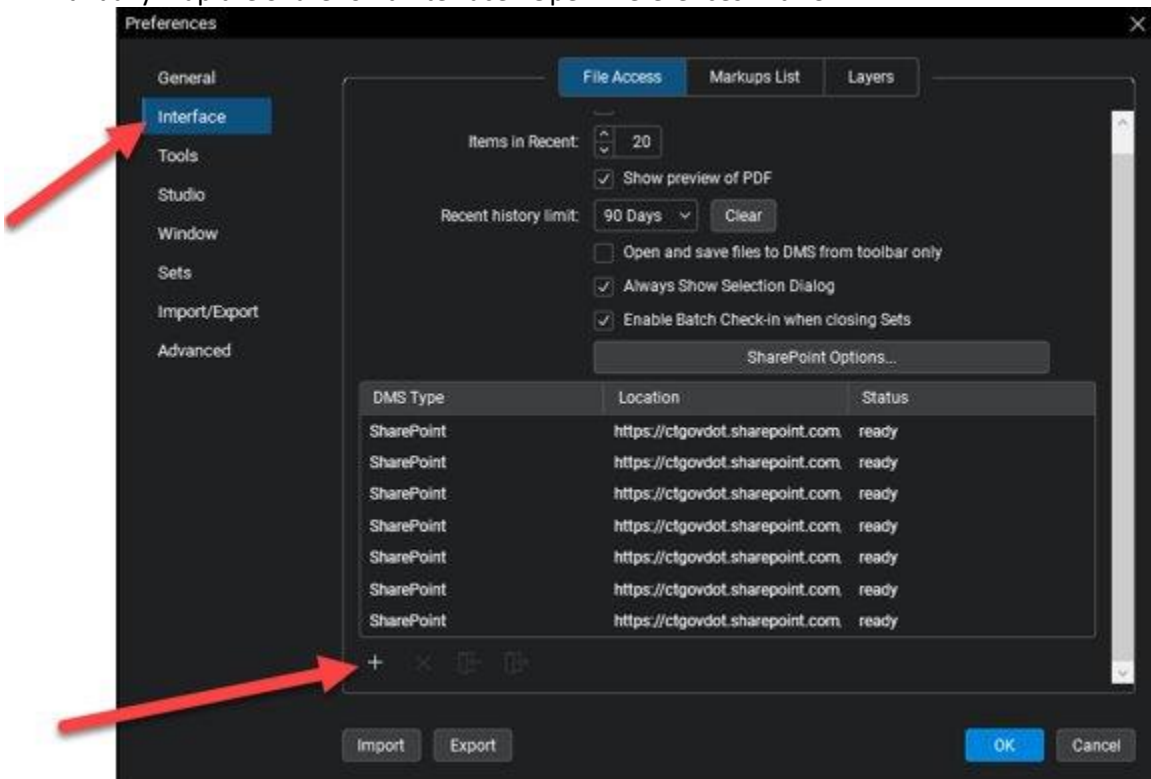 Preferences
General
Interface
Tools
Studio
Window
Sets
Import/Export
Advanced
File Access Markups List Layers
Items in Recent: 20
Show preview of PDF
Recent history limit: 90 Days Clear
Open and save files to DMS from toolbar only
Always Show Selection Dialog
Enable Batch Check-in when closing Sets
SharePoint Options...
DMS Type Location Status
SharePoint https://ctgovdot.sharepoint.com, ready
SharePoint https://ctgovdot.sharepoint.com, ready
SharePoint https://ctgovdot.sharepoint.com, ready
SharePoint https://ctgovdot.sharepoint.com, ready
SharePoint https://ctgovdot.sharepoint.com, ready
SharePoint https://ctgovdot.sharepoint.com, ready
SharePoint https://ctgovdot.sharepoint.com, ready
Import Export OK Cancel